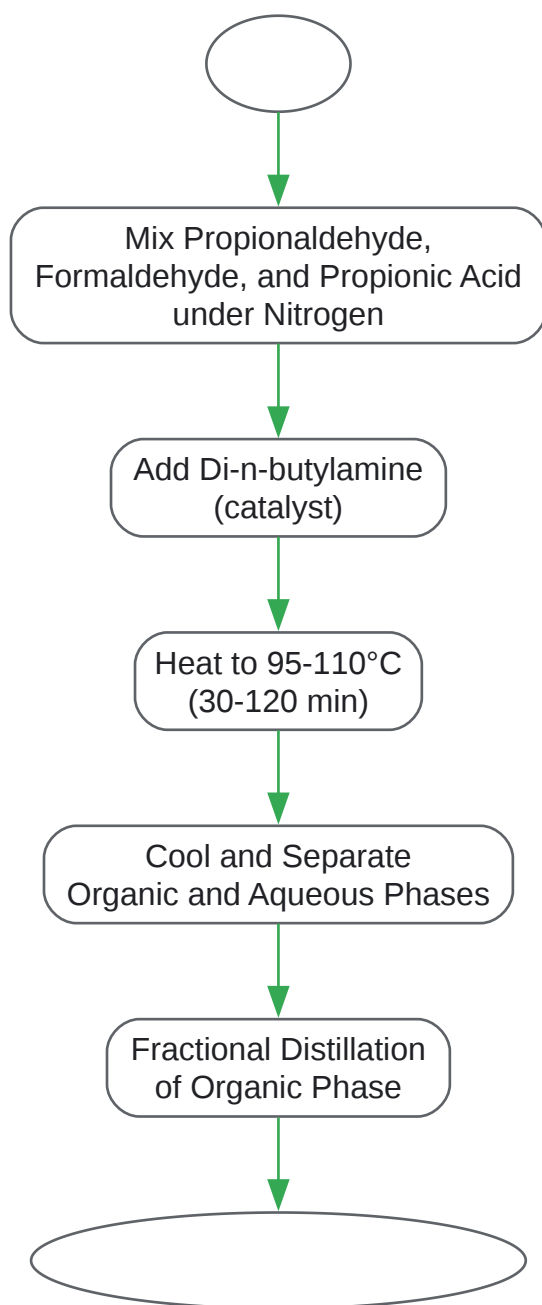 Mix Propionaldehyde,
Formaldehyde, and Propionic Acid
under Nitrogen
Add Di-n-butylamine
(catalyst)
Heat to 95-110°C
(30-120 min)
Cool and Separate
Organic and Aqueous Phases
Fractional Distillation
of Organic Phase